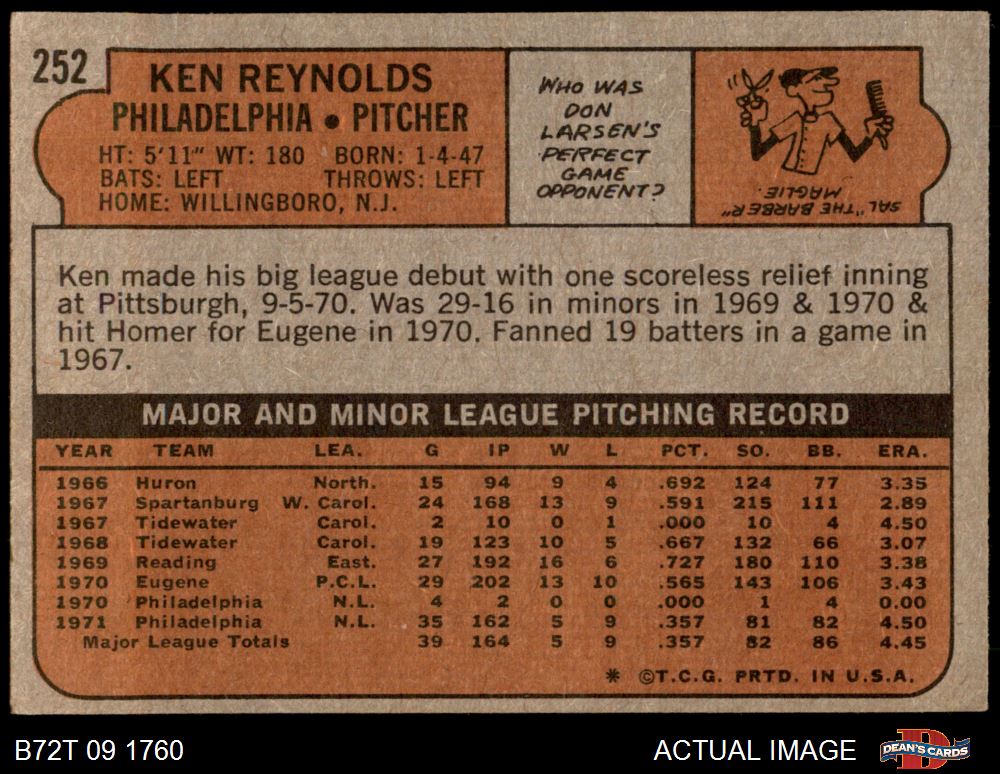 252
KEN REYNOLDS
PHILADELPHIA • PITCHER
HT: 5'11" WT: 180 BORN: 1-4-47
BATS: LEFT THROWS: LEFT
HOME: WILLINGBORO, N.J.
WHO WAS
DON
LARSEN'S
PERFECT
GAME
OPPONENT?
SAL "THE BARBER"
MAGLIE.
Ken made his big league debut with one scoreless relief inning
at Pittsburgh, 9-5-70. Was 29-16 in minors in 1969 & 1970 &
hit Homer for Eugene in 1970. Fanned 19 batters in a game in
1967.
MAJOR AND MINOR LEAGUE PITCHING RECORD
YEAR TEAM LEA. G IP W L PCT. SO. BB. ERA.
1966 Huron North. 15 94 9 4 .692 124 77 3.35
1967 Spartanburg W. Carol. 24 168 13 9 .591 215 111 2.89
1967 Tidewater Carol. 2 10 0 1 .000 10 4 4.50
1968 Tidewater Carol. 19 123 10 5 .667 132 66 3.07
1969 Reading East. 27 192 16 6 .727 180 110 3.38
1970 Eugene P.C.L. 29 202 13 10 .565 143 106 3.43
1970 Philadelphia N.L. 4 2 0 0 .000 1 4 0.00
1971 Philadelphia N.L. 35 162 5 9 .357 81 82 4.50
Major League Totals 39 164 5 9 .357 82 86 4.45
* ©T.C.G. PRTD. IN U.S.A.
B72T 09 1760
ACTUAL IMAGE
DEAN'S CARDS